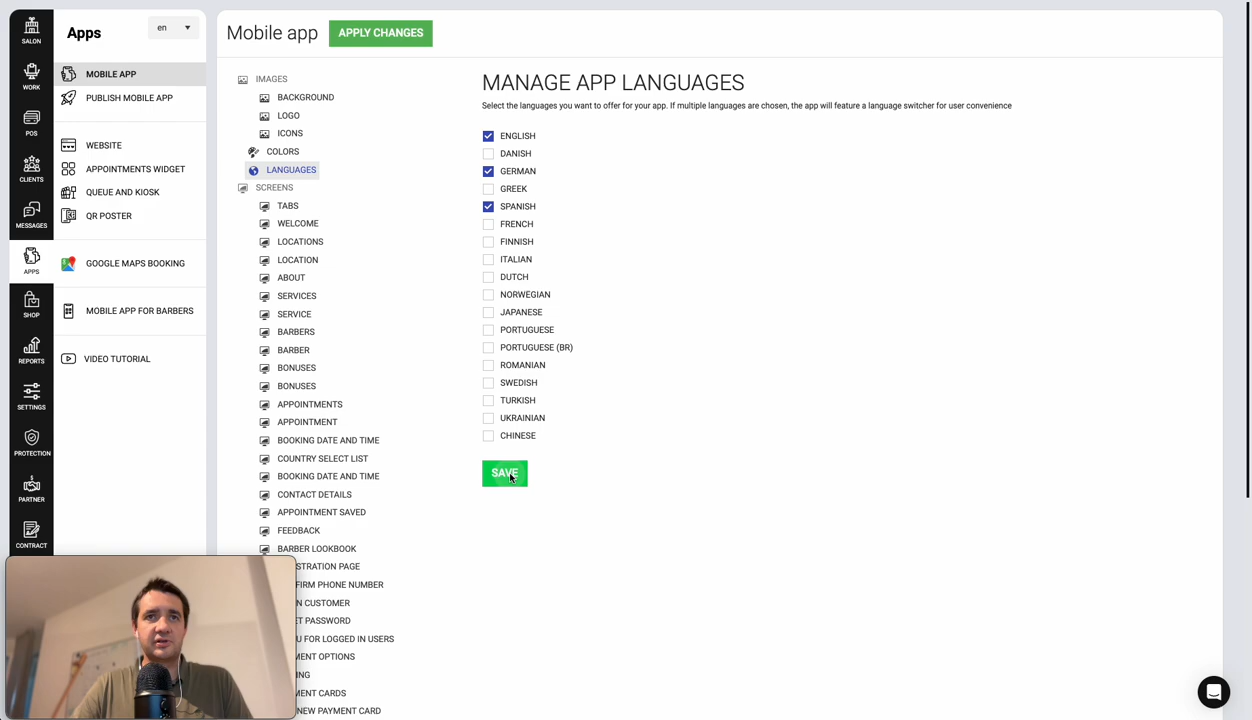 SALON
WORK
POS
CLIENTS
MESSAGES
APPS
SHOP
REPORTS
SETTINGS
PROTECTION
PARTNER
CONTRACT
Apps
en
MOBILE APP
PUBLISH MOBILE APP
WEBSITE
APPOINTMENTS WIDGET
QUEUE AND KIOSK
QR POSTER
GOOGLE MAPS BOOKING
MOBILE APP FOR BARBERS
VIDEO TUTORIAL
Mobile app
APPLY CHANGES
IMAGES
BACKGROUND
LOGO
ICONS
COLORS
LANGUAGES
SCREENS
TABS
WELCOME
LOCATIONS
LOCATION
ABOUT
SERVICES
SERVICE
BARBERS
BARBER
BONUSES
BONUSES
APPOINTMENTS
APPOINTMENT
BOOKING DATE AND TIME
COUNTRY SELECT LIST
BOOKING DATE AND TIME
CONTACT DETAILS
APPOINTMENT SAVED
FEEDBACK
BARBER LOOKBOOK
STRATION PAGE
FIRM PHONE NUMBER
N CUSTOMER
ET PASSWORD
U FOR LOGGED IN USERS
MENT OPTIONS
ING
MENT CARDS
NEW PAYMENT CARD
MANAGE APP LANGUAGES
Select the languages you want to offer for your app. If multiple languages are chosen, the app will feature a language switcher for user convenience
ENGLISH
DANISH
GERMAN
GREEK
SPANISH
FRENCH
FINNISH
ITALIAN
DUTCH
NORWEGIAN
JAPANESE
PORTUGUESE
PORTUGUESE (BR)
ROMANIAN
SWEDISH
TURKISH
UKRAINIAN
CHINESE
SAVE